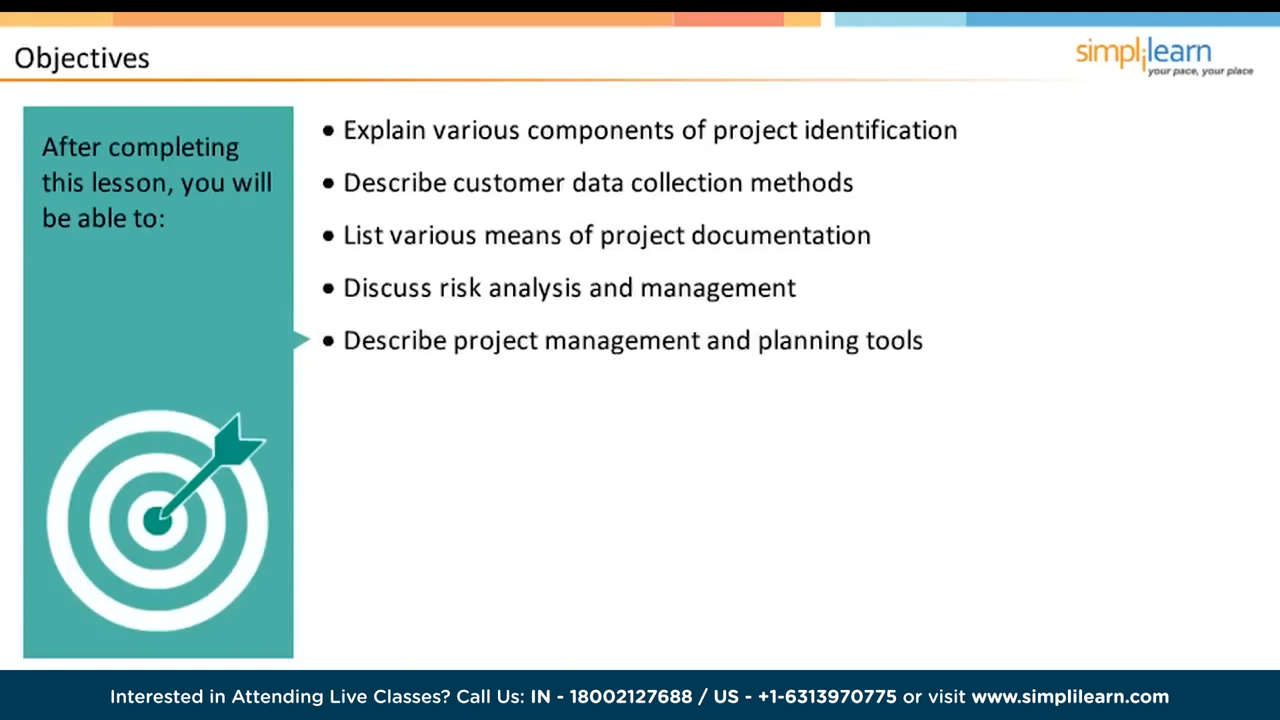 Objectives
simplilearn
your pace, your place
After completing
this lesson, you will
be able to:
• Explain various components of project identification
• Describe customer data collection methods
• List various means of project documentation
• Discuss risk analysis and management
• Describe project management and planning tools
Interested in Attending Live Classes? Call Us: IN - 18002127688 / US - +1-6313970775 or visit www.simplilearn.com